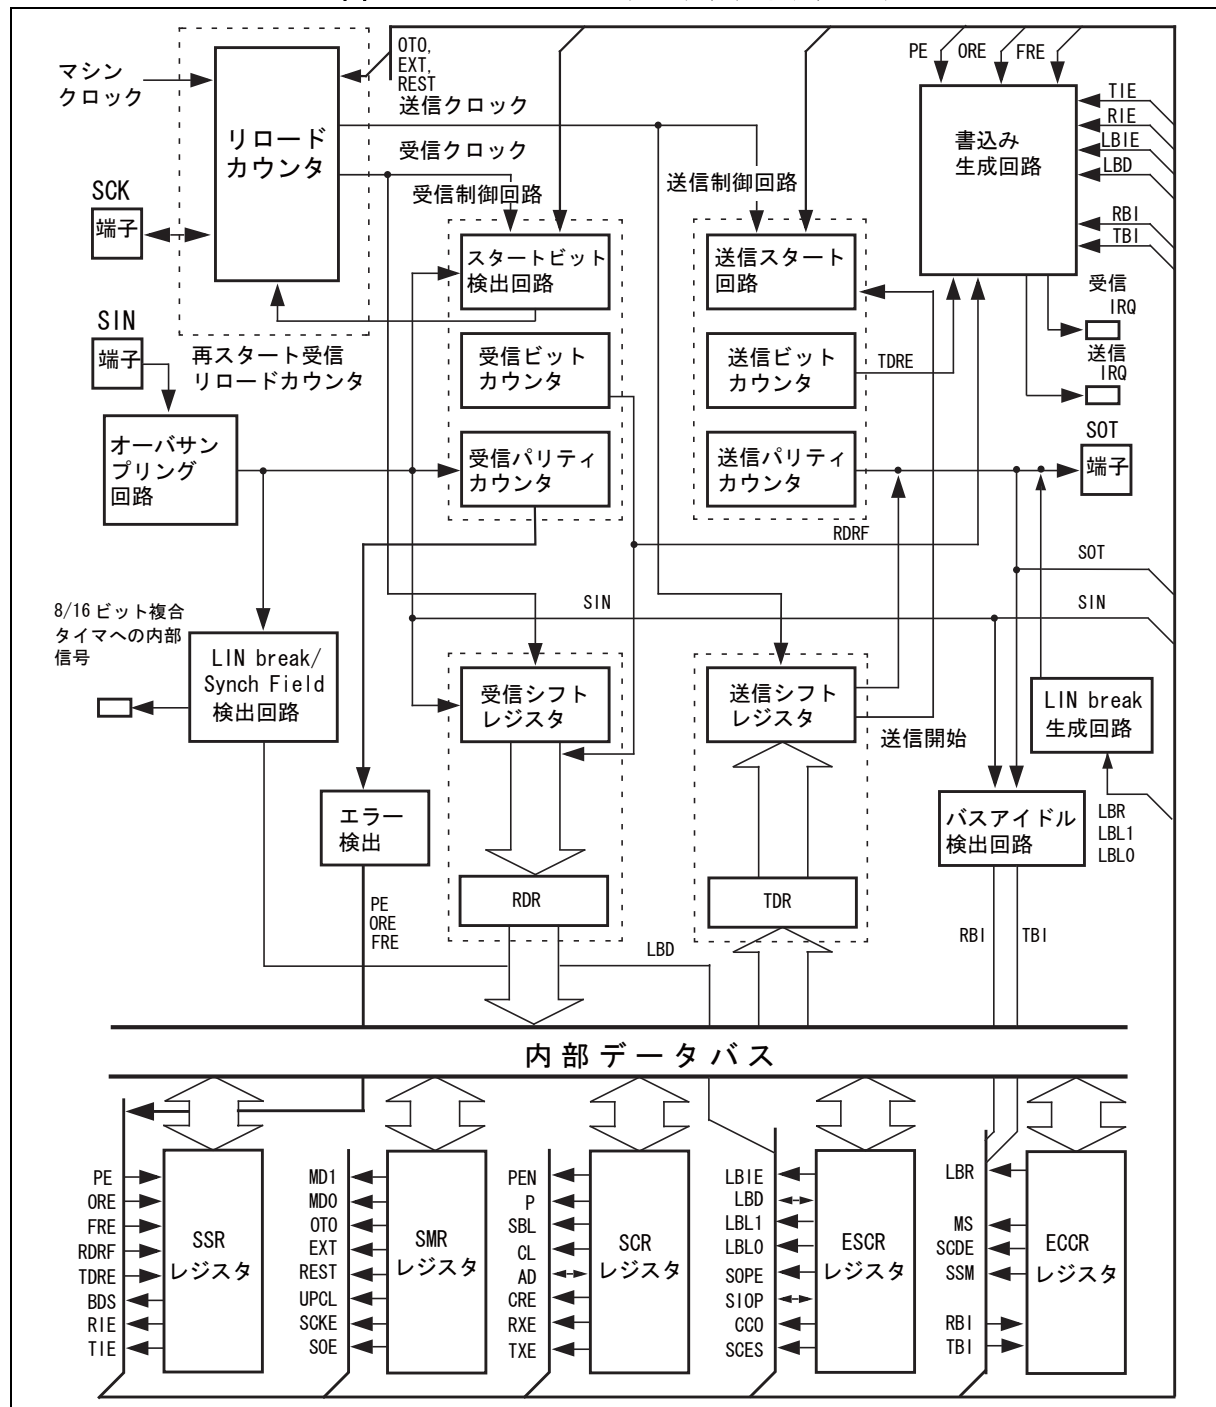 OTO,
EXT,
REST
PE
ORE
FRE
マシン
クロック
リロード
カウンタ
送信クロック
受信クロック
受信制御回路
送信制御回路
書込み
生成回路
TIE
RIE
LBIE
LBD
RBI
TBI
SCK
端子
スタートビット
検出回路
送信スタート
回路
受信
IRQ
送信
IRQ
SIN
端子
再スタート受信
リロードカウンタ
受信ビット
カウンタ
送信ビット
カウンタ
TDRE
オーバサン
プリング
回路
受信パリティ
カウンタ
送信パリティ
カウンタ
SOT
端子
RDRF
SOT
SIN
SIN
8/16 ビット複合
タイマへの内部
信号
LIN break/
Synch Field
検出回路
受信シフト
レジスタ
送信シフト
レジスタ
送信開始
LIN break
生成回路
エラー
検出
バスアイドル
検出回路
LBR
LBL1
LBL0
RDR
TDR
PE
ORE
FRE
LBD
RBI
TBI
内部データバス
PE
ORE
FRE
RDRF
TDRE
BDS
RIE
TIE
SSR
レジスタ
MD1
MD0
OTO
EXT
REST
UPCL
SCKE
SOE
SMR
レジスタ
PEN
P
SBL
CL
AD
CRE
RXE
TXE
SCR
レジスタ
LBIE
LBD
LBL1
LBL0
SOPE
SIOP
CCO
SCES
ESCR
レジスタ
LBR
MS
SCDE
SSM
RBI
TBI
ECCR
レジスタ